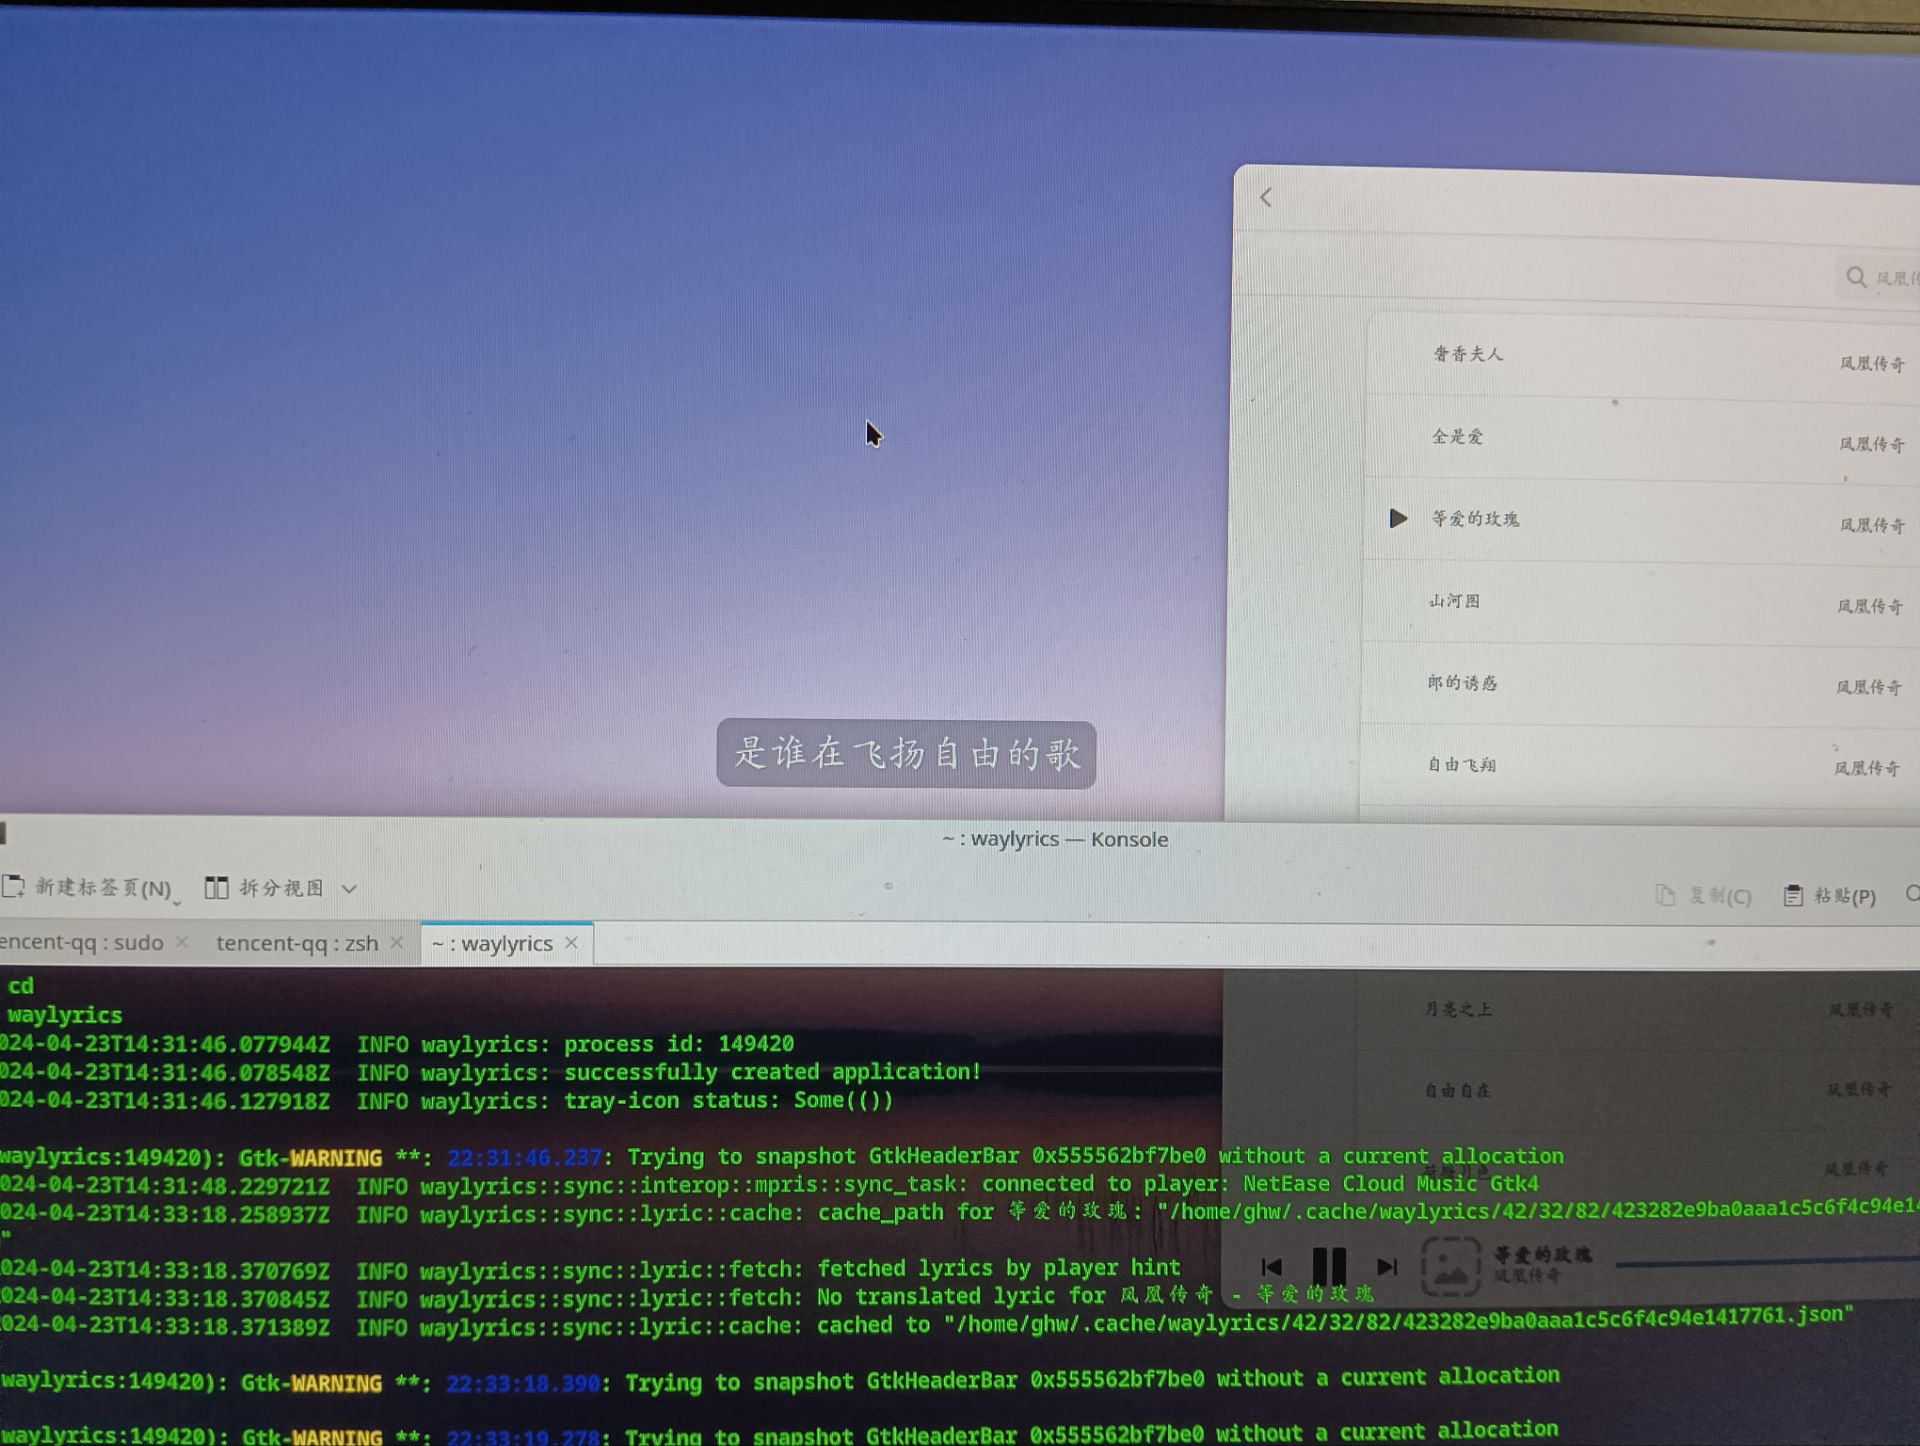 奢香夫人 凤凰传奇
全是爱 凤凰传奇
等爱的玫瑰 凤凰传奇
山河图 凤凰传奇
郎的诱惑 凤凰传奇
自由飞翔 凤凰传奇
是谁在飞扬自由的歌
~ : waylyrics — Konsole
新建标签页(N) 拆分视图 复制(C) 粘贴(P)
encent-qq : sudo tencent-qq : zsh ~ : waylyrics
cd
waylyrics
024-04-23T14:31:46.077944Z INFO waylyrics: process id: 149420
024-04-23T14:31:46.078548Z INFO waylyrics: successfully created application!
024-04-23T14:31:46.127918Z INFO waylyrics: tray-icon status: Some(())
月亮之上 凤凰传奇
自由自在 凤凰传奇
waylyrics:149420): Gtk-WARNING **: 22:31:46.237: Trying to snapshot GtkHeaderBar 0x555562bf7be0 without a current allocation
凤凰传奇
024-04-23T14:31:48.229721Z INFO waylyrics::sync::interop::mpris::sync_task: connected to player: NetEase Cloud Music Gtk4
024-04-23T14:33:18.258937Z INFO waylyrics::sync::lyric::cache: cache_path for 等爱的玫瑰: "/home/ghw/.cache/waylyrics/42/32/82/423282e9ba0aaa1c5c6f4c94e14
"
等爱的玫瑰
凤凰传奇
024-04-23T14:33:18.370769Z INFO waylyrics::sync::lyric::fetch: fetched lyrics by player hint
024-04-23T14:33:18.370845Z INFO waylyrics::sync::lyric::fetch: No translated lyric for 凤凰传奇 - 等爱的玫瑰
024-04-23T14:33:18.371389Z INFO waylyrics::sync::lyric::cache: cached to "/home/ghw/.cache/waylyrics/42/32/82/423282e9ba0aaa1c5c6f4c94e1417761.json"
waylyrics:149420): Gtk-WARNING **: 22:33:18.390: Trying to snapshot GtkHeaderBar 0x555562bf7be0 without a current allocation
waylyrics:149420): Gtk-WARNING **: 22:33:19.278: Trying to snapshot GtkHeaderBar 0x555562bf7be0 without a current allocation